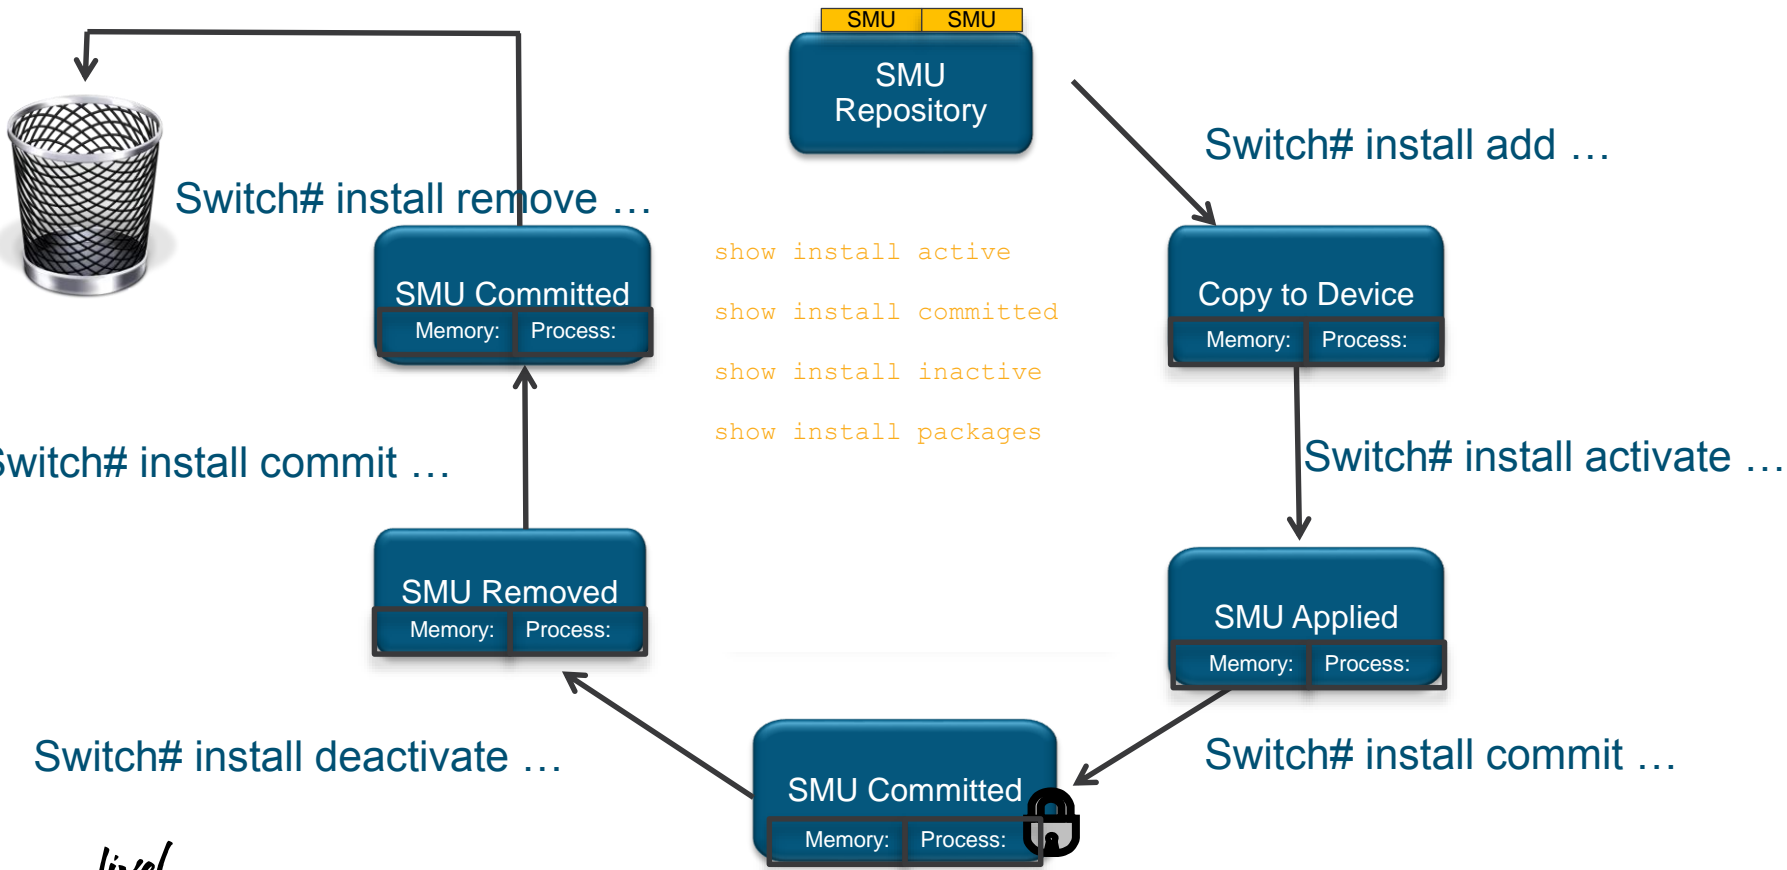 SMU SMU
SMU
Repository
Switch# install add …
Switch# install remove …
show install active
show install committed
show install inactive
show install packages
SMU Committed
Memory: Process:
Copy to Device
Memory: Process:
Switch# install commit …
Switch# install activate …
SMU Removed
Memory: Process:
SMU Applied
Memory: Process:
Switch# install deactivate …
Switch# install commit …
SMU Committed
Memory: Process: